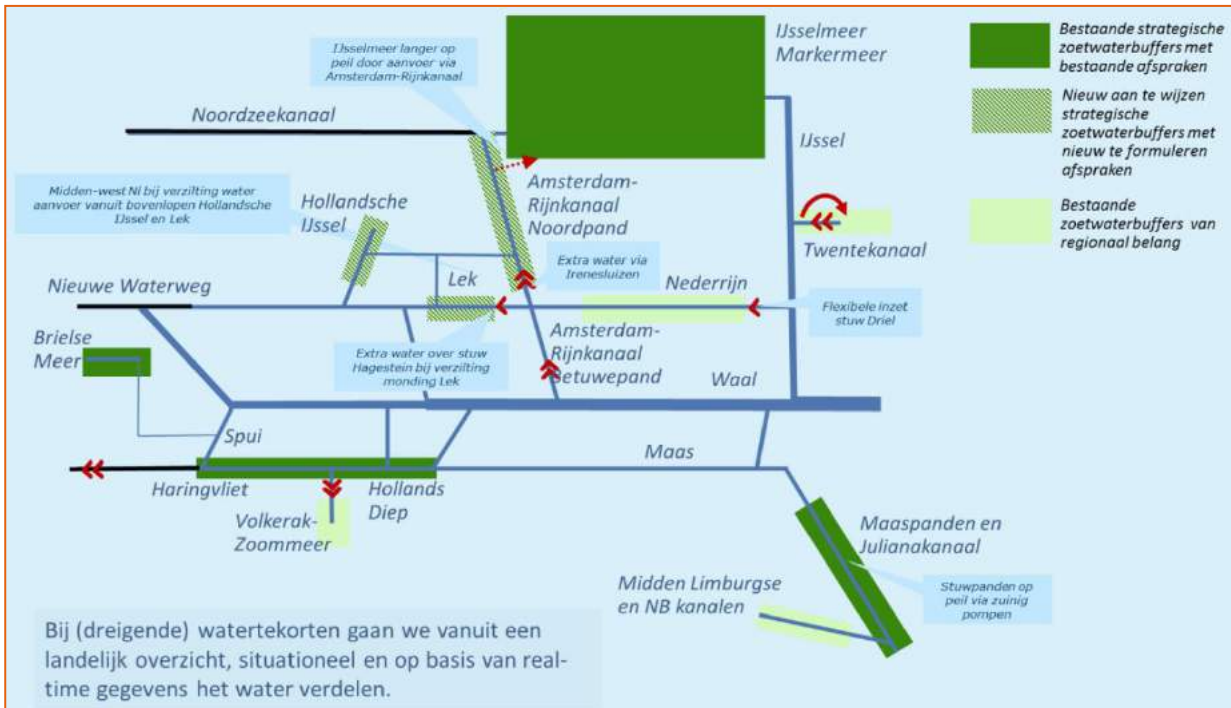 IJsselmeer langer op
peil door aanvoer via
Amsterdam-Rijnkanaal
IJsselmeer
Markermeer
Bestaande strategische
zoetwaterbuffers met
bestaande afspraken
Nieuw aan te wijzen
strategische
zoetwaterbuffers met
nieuw te formuleren
afspraken
Bestaande
zoetwaterbuffers van
regionaal belang
Noordzeekanaal
IJssel
Midden-west Nl bij verzilting water
aanvoer vanuit bovenlopen Hollandsche
IJssel en Lek
Hollandsche
IJssel
Amsterdam-
Rijnkanaal
Noordpand
Twentekanaal
Extra water via
Irenesluizen
Lek
Nederrijn
Nieuwe Waterweg
Flexibele inzet
stuw Driel
Brielse
Meer
Extra water over stuw
Hagestein bij verzilting
monding Lek
Amsterdam-
Rijnkanaal
Betuwepand
Waal
Spui
Maas
Haringvliet
Hollands
Diep
Volkerak-
Zoommeer
Maaspanden en
Julianakanaal
Midden Limburgse
en NB kanalen
Stuwpanden op
peil via zuinig
pompen
Bij (dreigende) watertekorten gaan we vanuit een
landelijk overzicht, situationeel en op basis van real-
time gegevens het water verdelen.